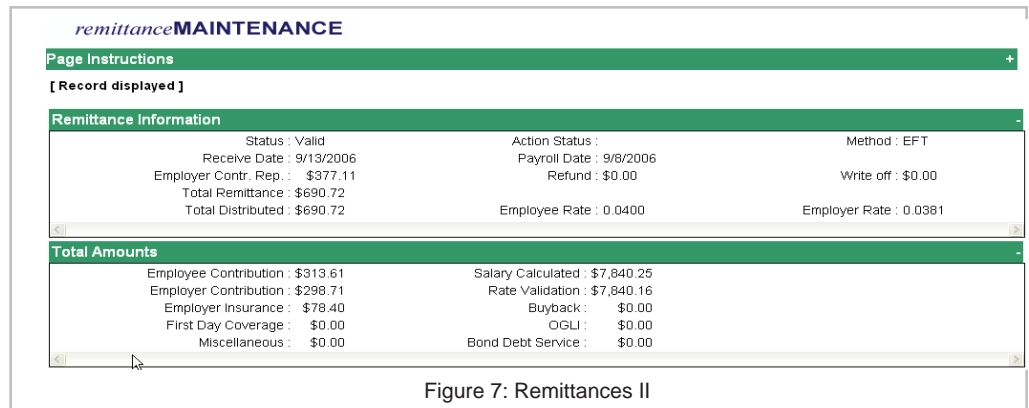 remittanceMAINTENANCE
Page Instructions +
[ Record displayed ]
Remittance Information -
Status : Valid Action Status : Method : EFT
Receive Date : 9/13/2006 Payroll Date : 9/8/2006
Employer Contr. Rep. : $377.11 Refund : $0.00 Write off : $0.00
Total Remittance : $690.72
Total Distributed : $690.72 Employee Rate : 0.0400 Employer Rate : 0.0381
Total Amounts -
Employee Contribution : $313.61 Salary Calculated : $7,840.25
Employer Contribution : $298.71 Rate Validation : $7,840.16
Employer Insurance : $78.40 Buyback : $0.00
First Day Coverage : $0.00 OGLI : $0.00
Miscellaneous : $0.00 Bond Debt Service : $0.00
Figure 7: Remittances II